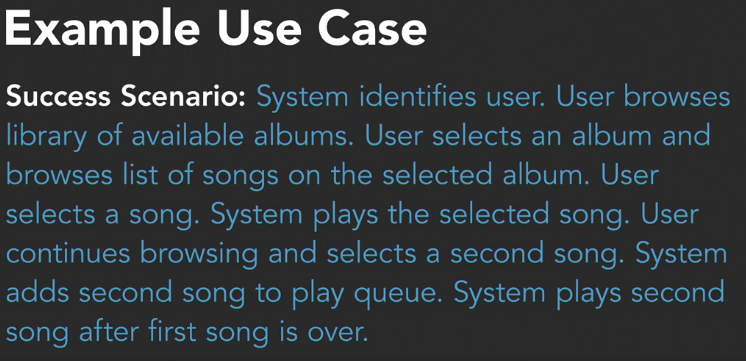 Example Use Case
Success Scenario: System identifies user. User browses
library of available albums. User selects an album and
browses list of songs on the selected album. User
selects a song. System plays the selected song. User
continues browsing and selects a second song. System
adds second song to play queue. System plays second
song after first song is over.